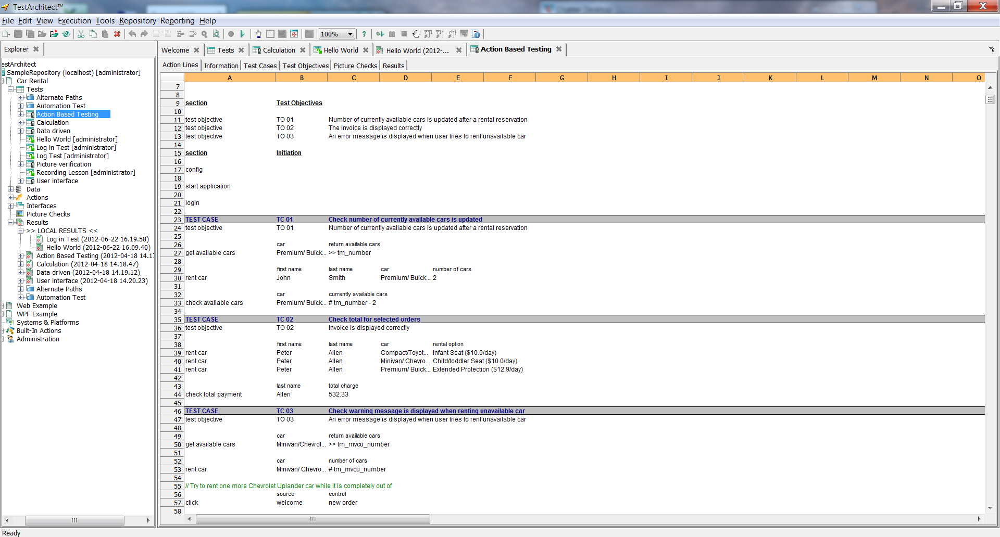 TestArchitect™
File Edit View Execution Tools Repository Reporting Help
100%
Explorer
Welcome Tests Calculation Hello World Hello World (2012-... Action Based Testing
Action Lines Information Test Cases Test Objectives Picture Checks Results
estArchitect
SampleRepository (localhost) [administrator]
Car Rental
Tests
Alternate Paths
Automation Test
Action Based Testing
Calculation
Data driven
Hello World [administrator]
Log in Test [administrator]
Log Test [administrator]
Picture verification
Recording Lesson [administrator]
User interface
Data
Actions
Interfaces
Picture Checks
Results
>> LOCAL RESULTS <<
Log in Test (2012-06-22 16.19.58)
Hello World (2012-06-22 16.09.40)
Action Based Testing (2012-04-18 14.17
Calculation (2012-04-18 14.18.47)
Data driven (2012-04-18 14.19.12)
User interface (2012-04-18 14.20.23)
Alternate Paths
Automation Test
Web Example
WPF Example
Systems & Platforms
Built-In Actions
Administration
A B C D E F G H I J K L M N O
7
8
9 section Test Objectives
10
11 test objective TO 01 Number of currently available cars is updated after a rental reservation
12 test objective TO 02 The Invoice is displayed correctly
13 test objective TO 03 An error message is displayed when user tries to rent unavailable car
14
15 section Initiation
16
17 config
18
19 start application
20
21 login
22
23 TEST CASE TC 01 Check number of currently available cars is updated
24 test objective TO 01 Number of currently available cars is updated after a rental reservation
25
26 car return available cars
27 get available cars Premium/ Buick... >> tm_number
28
29 first name last name car number of cars
30 rent car John Smith Premium/ Buick... 2
31
32 car currently available cars
33 check available cars Premium/ Buick... # tm_number - 2
34
35 TEST CASE TC 02 Check total for selected orders
36 test objective TO 02 Invoice is displayed correctly
37
38 first name last name car rental option
39 rent car Peter Allen Compact/Toyot... Infant Seat ($10.0/day)
40 rent car Peter Allen Minivan/ Chevro... Child/toddler Seat ($10.0/day)
41 rent car Peter Allen Premium/ Buick... Extended Protection ($12.9/day)
42
43 last name total charge
44 check total payment Allen 532.33
45
46 TEST CASE TC 03 Check warning message is displayed when renting unavailable car
47 test objective TO 03 An error message is displayed when user tries to rent unavailable car
48
49 car return available cars
50 get available cars Minivan/Chevrol... >> tm_mvcu_number
51
52 car number of cars
53 rent car Minivan/ Chevro... # tm_mvcu_number
54
55 // Try to rent one more Chevrolet Uplander car while it is completely out of
56 source control
57 click welcome new order
58
Ready